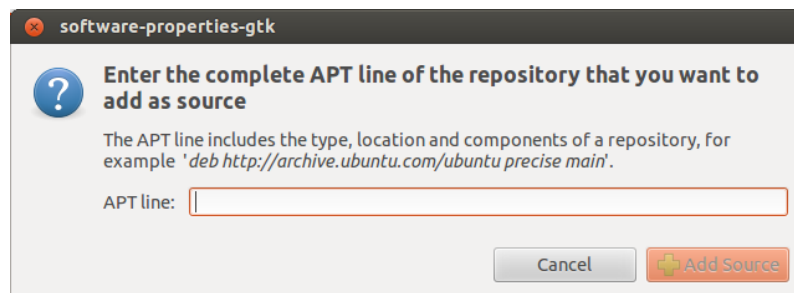 software-properties-gtk
Enter the complete APT line of the repository that you want to
add as source
The APT line includes the type, location and components of a repository, for
example 'deb http://archive.ubuntu.com/ubuntu precise main'.
APT line:
Cancel
Add Source